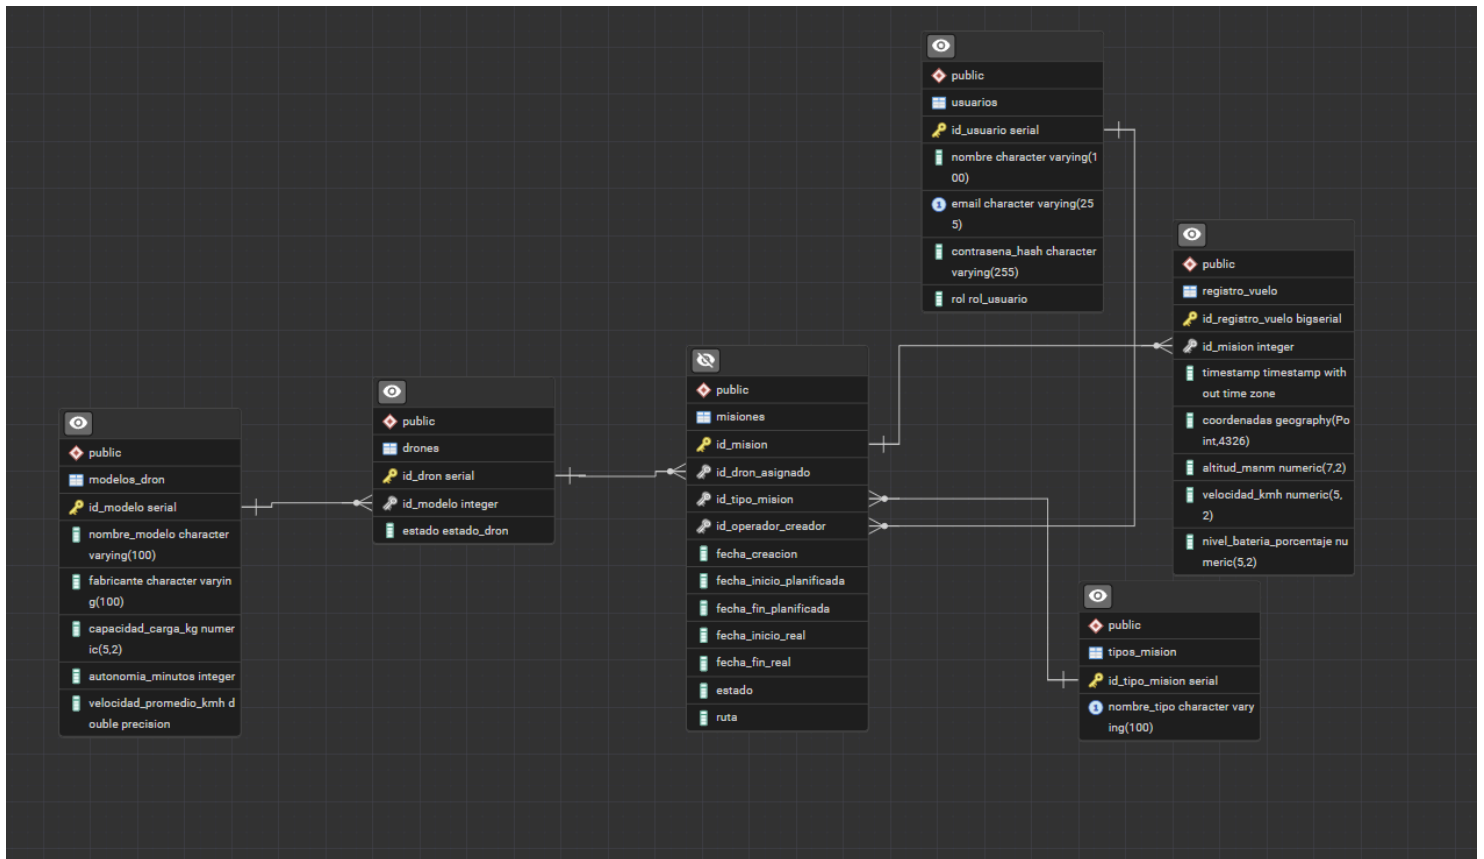 public
usuarios
id_usuario serial
nombre character varying(1
00)
email character varying(25
5)
contrasena_hash character
varying(255)
rol rol_usuario
public
registro_vuelo
id_registro_vuelo bigserial
id_mision integer
timestamp timestamp with
out time zone
coordenadas geography(Po
int,4326)
altitud_msnm numeric(7,2)
velocidad_kmh numeric(5,
2)
nivel_bateria_porcentaje nu
meric(5,2)
public
misiones
id_mision
id_dron_asignado
id_tipo_mision
id_operador_creador
fecha_creacion
fecha_inicio_planificada
fecha_fin_planificada
fecha_inicio_real
fecha_fin_real
estado
ruta
public
drones
id_dron serial
id_modelo integer
estado estado_dron
public
modelos_dron
id_modelo serial
nombre_modelo character
varying(100)
fabricante character varyin
g(100)
capacidad_carga_kg numer
ic(5,2)
autonomia_minutos integer
velocidad_promedio_kmh d
ouble precision
public
tipos_mision
id_tipo_mision serial
nombre_tipo character vary
ing(100)